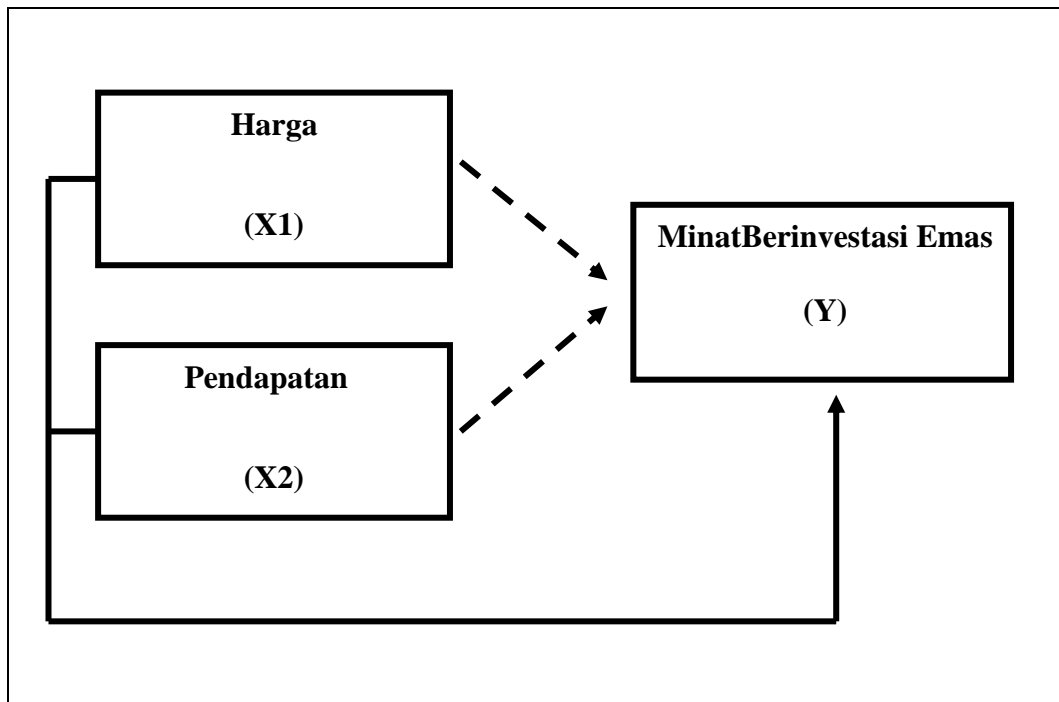 Harga
(X1)
MinatBerinvestasi Emas
(Y)
Pendapatan
(X2)